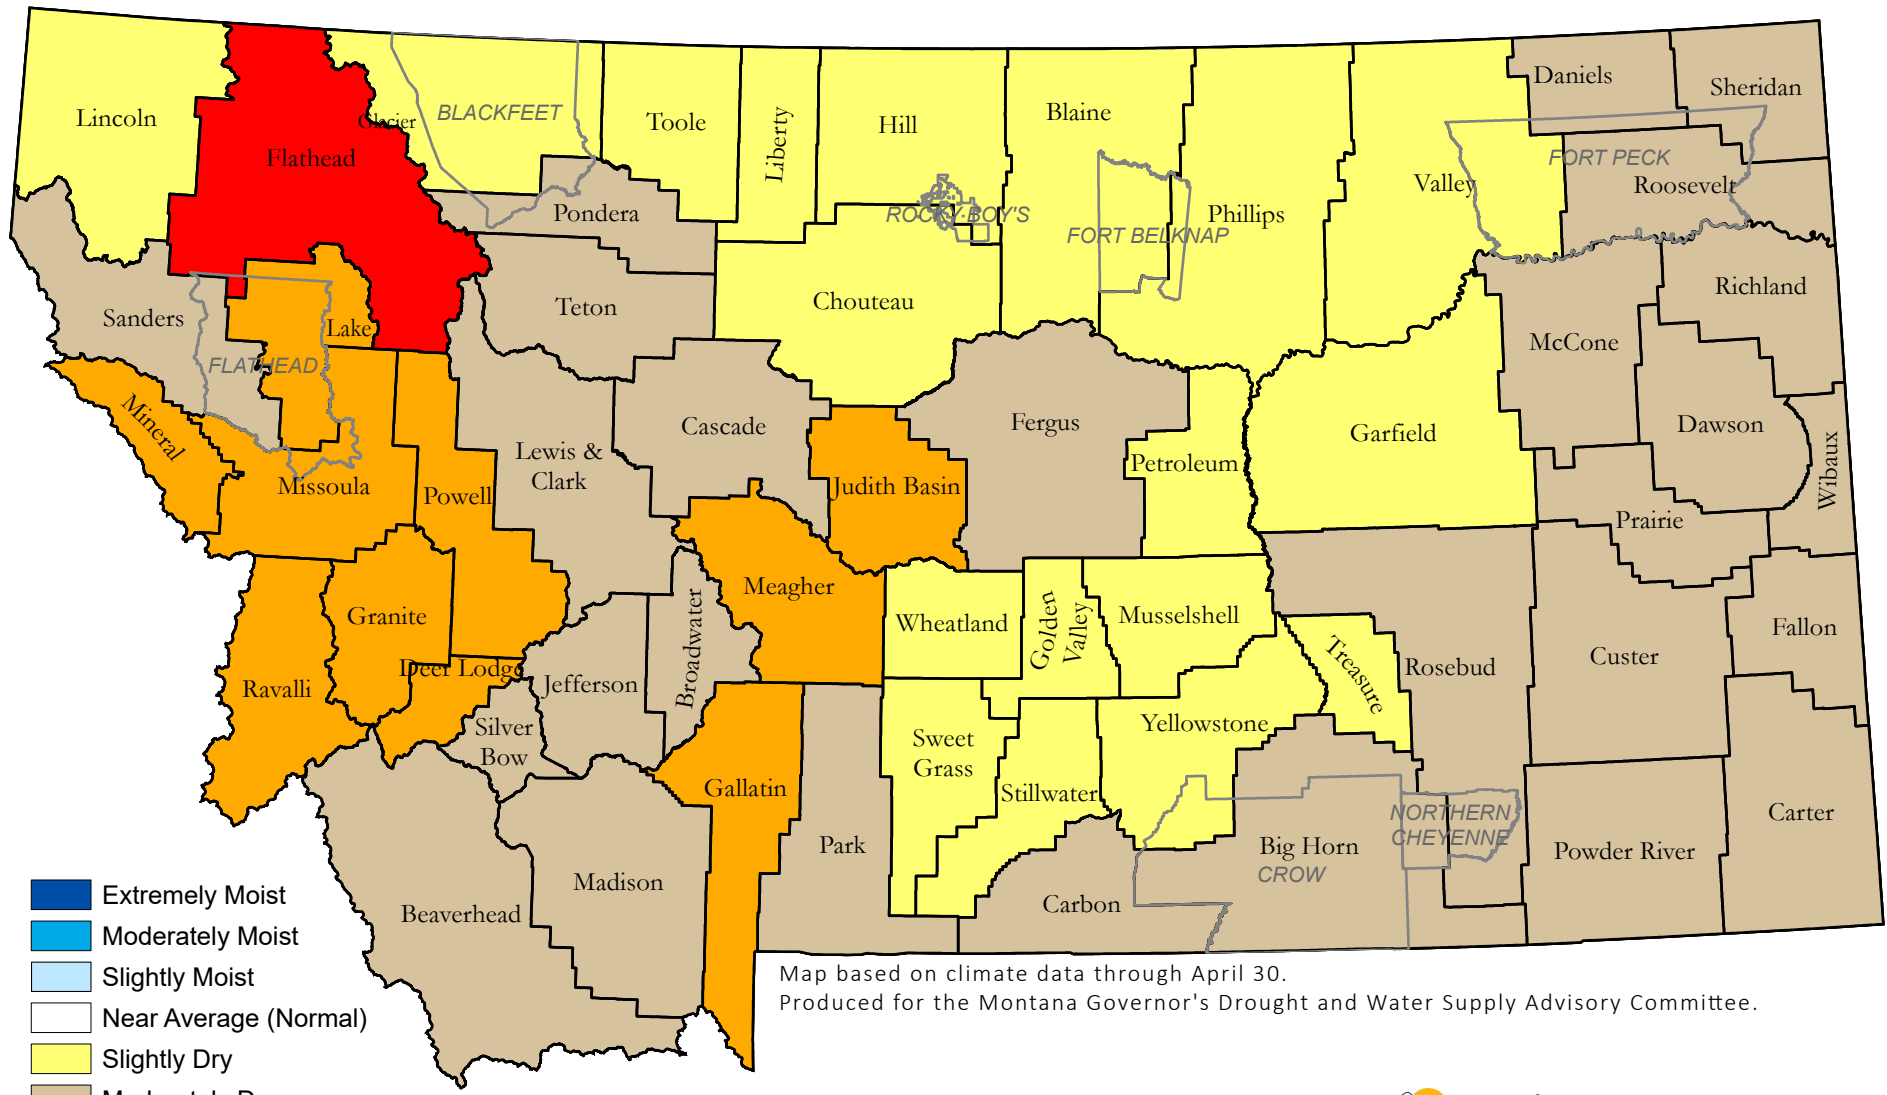 Daniels
Sheridan
Lincoln
Glacier
BLACKFEET
Toole
Liberty
Hill
Blaine
Flathead
FORT PECK
Valley
Roosevelt
Pondera
ROCKY BOY'S
Phillips
FORT BELKNAP
Sanders
Lake
Teton
Chouteau
Richland
McCone
FLATHEAD
Mineral
Cascade
Fergus
Garfield
Dawson
Wibaux
Lewis &
Clark
Petroleum
Missoula
Powell
Judith Basin
Prairie
Meagher
Granite
Broadwater
Wheatland
Golden
Valley
Musselshell
Fallon
Custer
Treasure
Rosebud
Deer Lodge
Ravalli
Jefferson
Silver
Bow
Yellowstone
Sweet
Grass
Gallatin
Stillwater
NORTHERN
CHEYENNE
Carter
Park
Big Horn
CROW
Powder River
Madison
Carbon
Beaverhead
Extremely Moist
Moderately Moist
Slightly Moist
Near Average (Normal)
Slightly Dry
Map based on climate data through April 30.
Produced for the Montana Governor's Drought and Water Supply Advisory Committee.